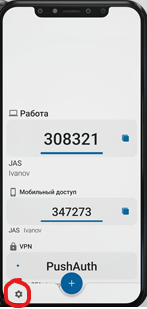 Работа
308321
JAS
Ivanov
Мобильный доступ
347273
JAS Ivanov
VPN
PushAuth